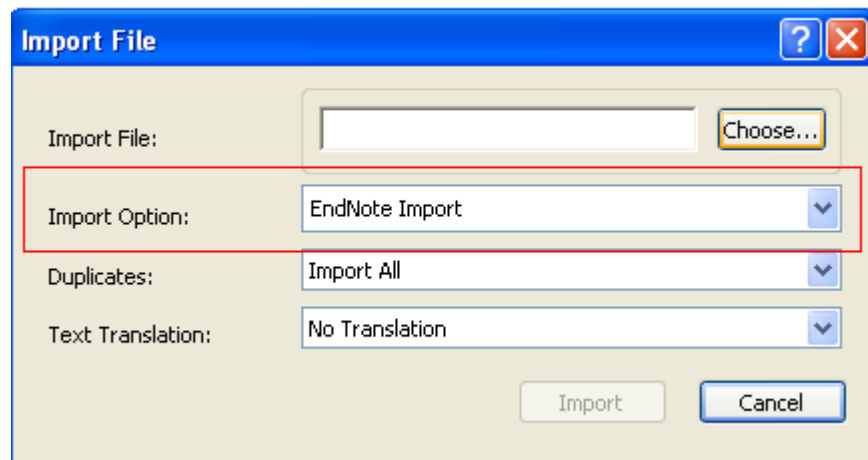 Import File
Import File:
Choose...
Import Option:
EndNote Import
Duplicates:
Import All
Text Translation:
No Translation
Import
Cancel